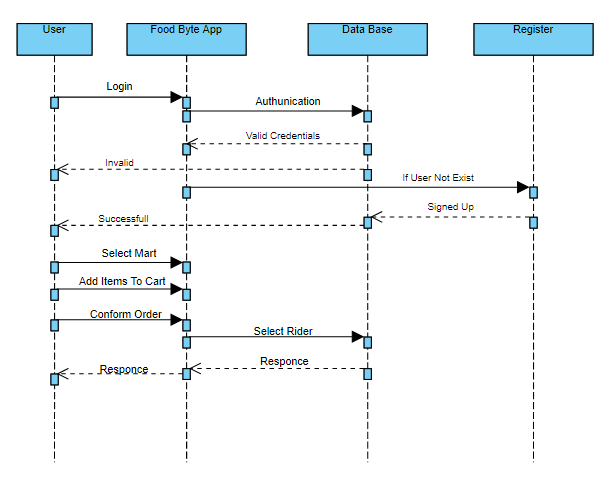 User
Food Byte App
Data Base
Register
Login
Authunication
Valid Credentials
Invalid
If User Not Exist
Signed Up
Successfull
Select Mart
Add Items To Cart
Conform Order
Select Rider
Responce
Responce